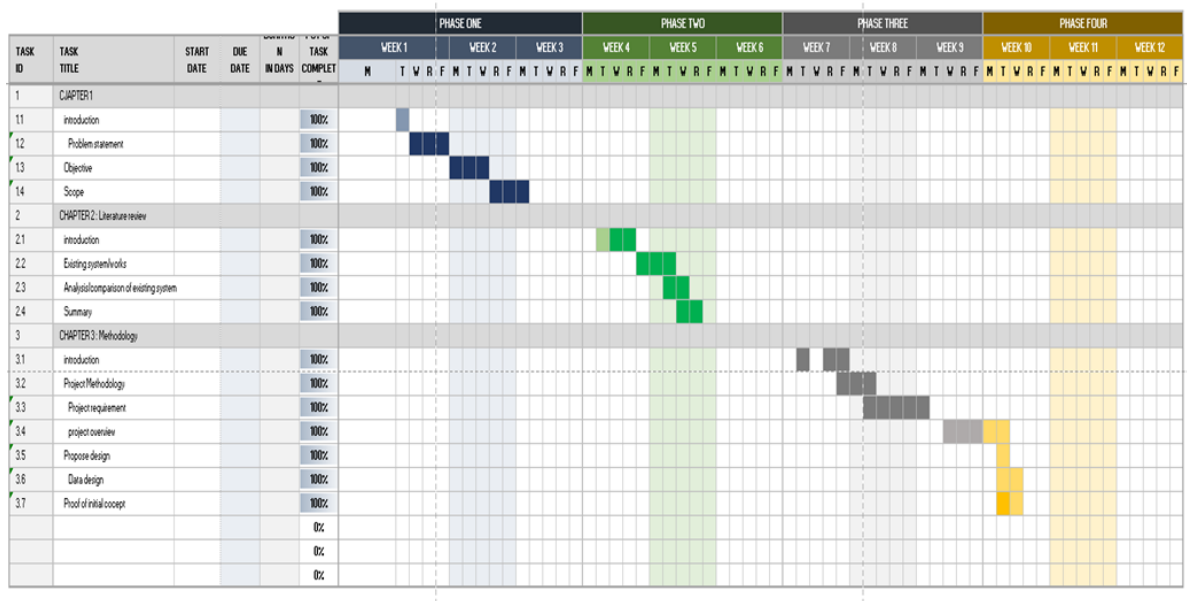 PHASE ONE PHASE TWO PHASE THREE PHASE FOUR
WEEK 1 WEEK 2 WEEK 3 WEEK 4 WEEK 5 WEEK 6 WEEK 7 WEEK 8 WEEK 9 WEEK 10 WEEK 11 WEEK 12
TASK TASK START DUE N TASK
ID TITLE DATE DATE IN DAYS COMPLET
M T W R F M T W R F M T W R F M T W R F M T W R F M T W R F M T W R F M T W R F M T W R F M T W R F M T W R F M T W R F
1 CJAPTER 1
1.1 introduction 100%
1.2 Problem statement 100%
1.3 Objective 100%
1.4 Scope 100%
2 CHAPTER 2: Literature review
2.1 introduction 100%
2.2 Existing system/works 100%
2.3 Analysis/comparison of existing system 100%
2.4 Summary 100%
3 CHAPTER 3: Methodology
3.1 introduction 100%
3.2 Project Methodology 100%
3.3 Project requirement 100%
3.4 project overview 100%
3.5 Propose design 100%
3.6 Data design 100%
3.7 Proof of initial cocept 100%
0%
0%
0%